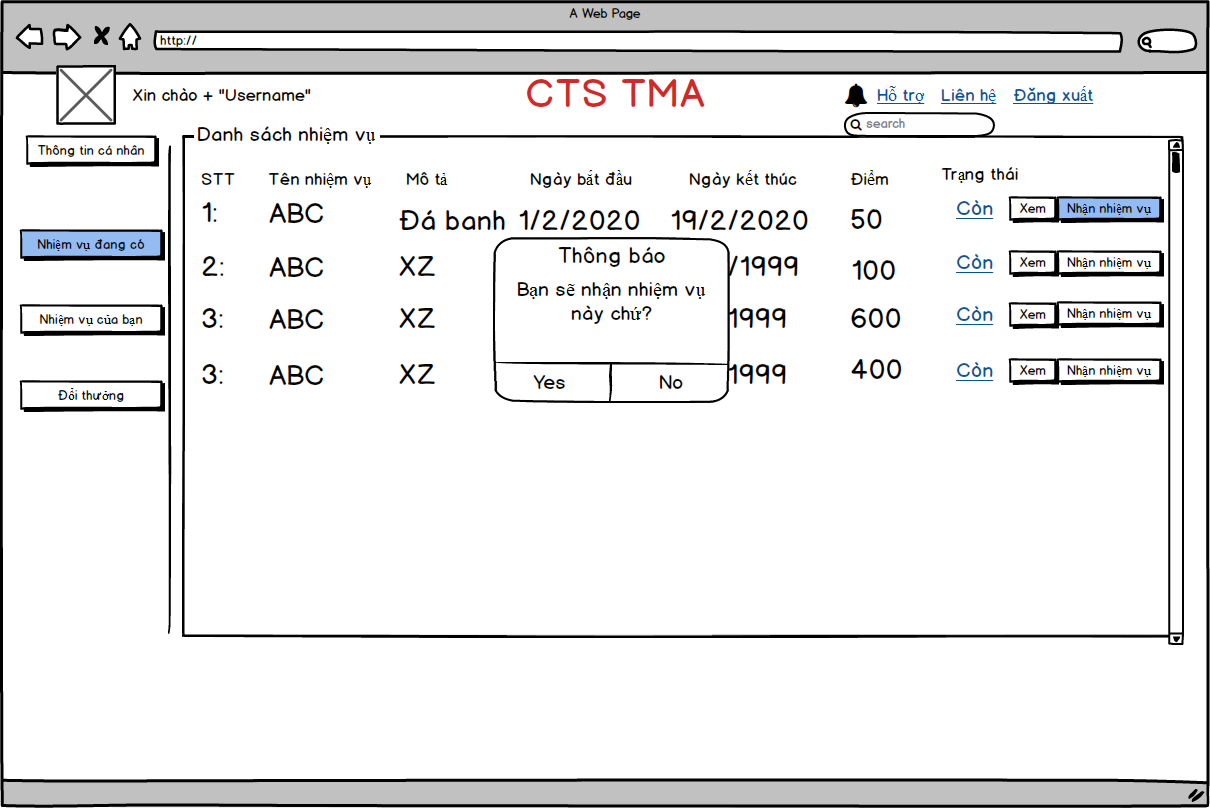 A Web Page
http://
Xin chào + "Username"
CTS TMA
Hỗ trợ Liên hệ Đăng xuất
search
Thông tin cá nhân
Nhiệm vụ đang có
Nhiệm vụ của bạn
Đổi thưởng
Danh sách nhiệm vụ
STT Tên nhiệm vụ Mô tả Ngày bắt đầu Ngày kết thúc Điểm Trạng thái
1: ABC Đá banh 1/2/2020 19/2/2020 50 Còn Xem Nhận nhiệm vụ
2: ABC XZ /1999 100 Còn Xem Nhận nhiệm vụ
3: ABC XZ 1999 600 Còn Xem Nhận nhiệm vụ
3: ABC XZ 1999 400 Còn Xem Nhận nhiệm vụ
Thông báo
Bạn sẽ nhận nhiệm vụ
này chứ?
Yes No